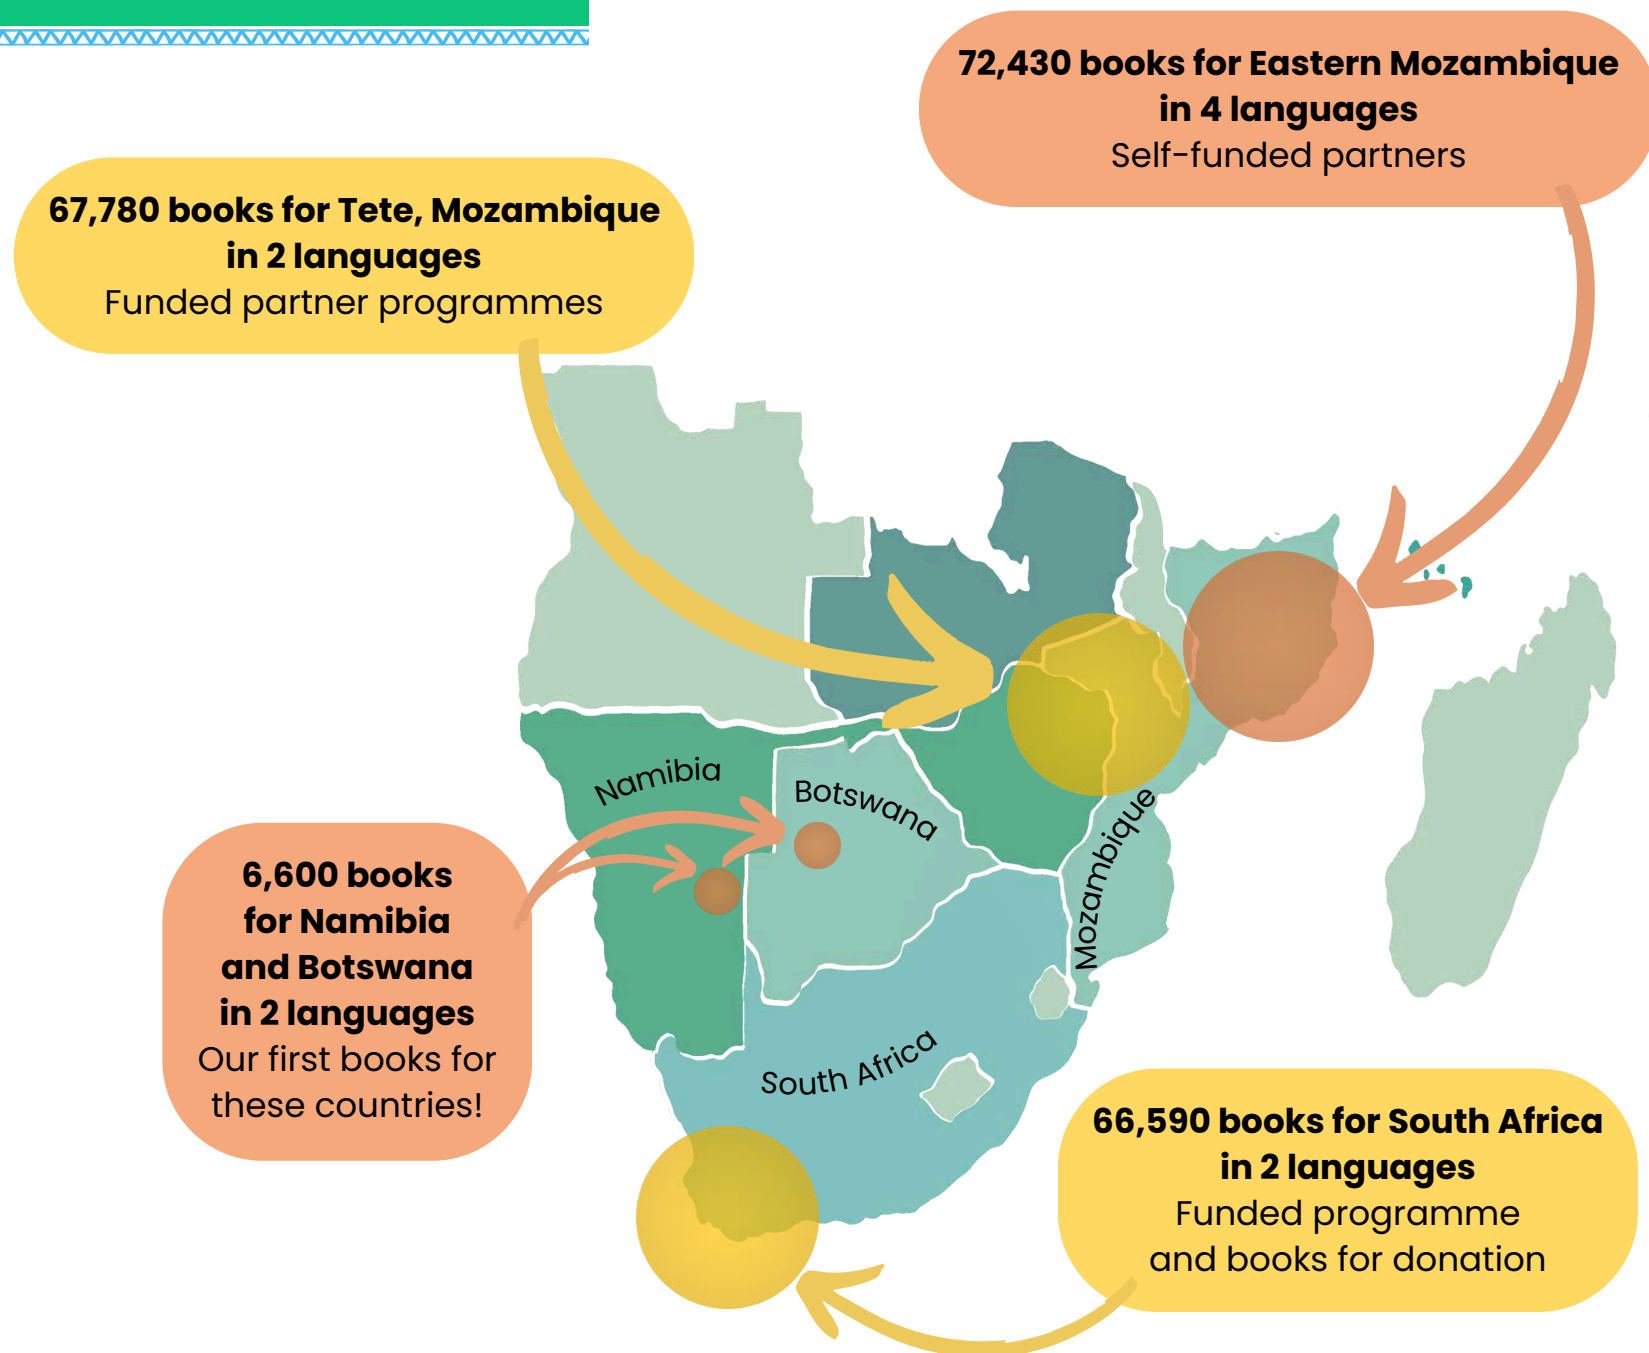 72,430 books for Eastern Mozambique
in 4 languages
Self-funded partners
67,780 books for Tete, Mozambique
in 2 languages
Funded partner programmes
Namibia
Botswana
Mozambique
South Africa
6,600 books
for Namibia
and Botswana
in 2 languages
Our first books for
these countries!
66,590 books for South Africa
in 2 languages
Funded programme
and books for donation